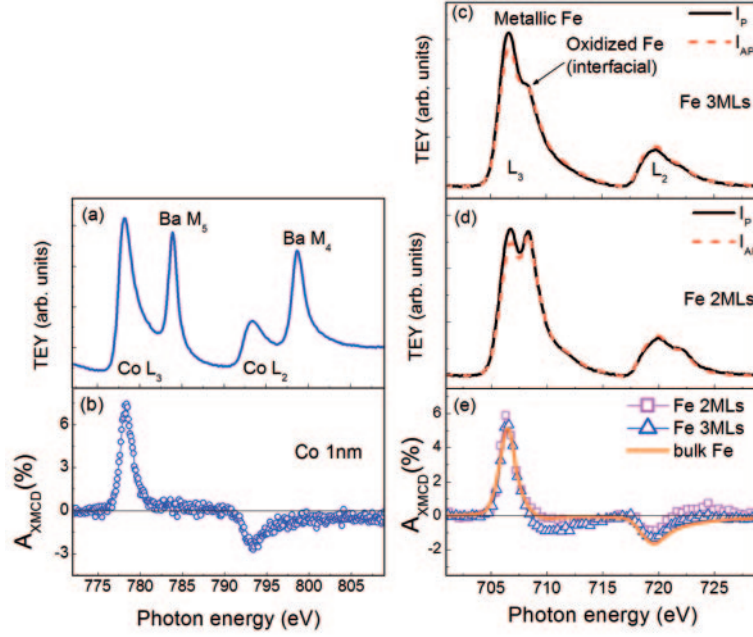 (a)
Ba M5
Ba M4
Co L3
Co L2
TEY (arb. units)
(b)
Co 1nm
6
3
0
-3
A_XMCD(%)
775 780 785 790 795 800 805
Photon energy (eV)
(c)
Metallic Fe
Oxidized Fe
(interfacial)
I_P
I_AP
Fe 3MLs
L3
L2
TEY (arb. units)
(d)
I_P
I_A
Fe 2MLs
TEY (arb. units)
(e)
Fe 2MLs
Fe 3MLs
bulk Fe
6
4
2
0
-2
A_XMCD(%)
705 710 715 720 725
Photon energy (eV)